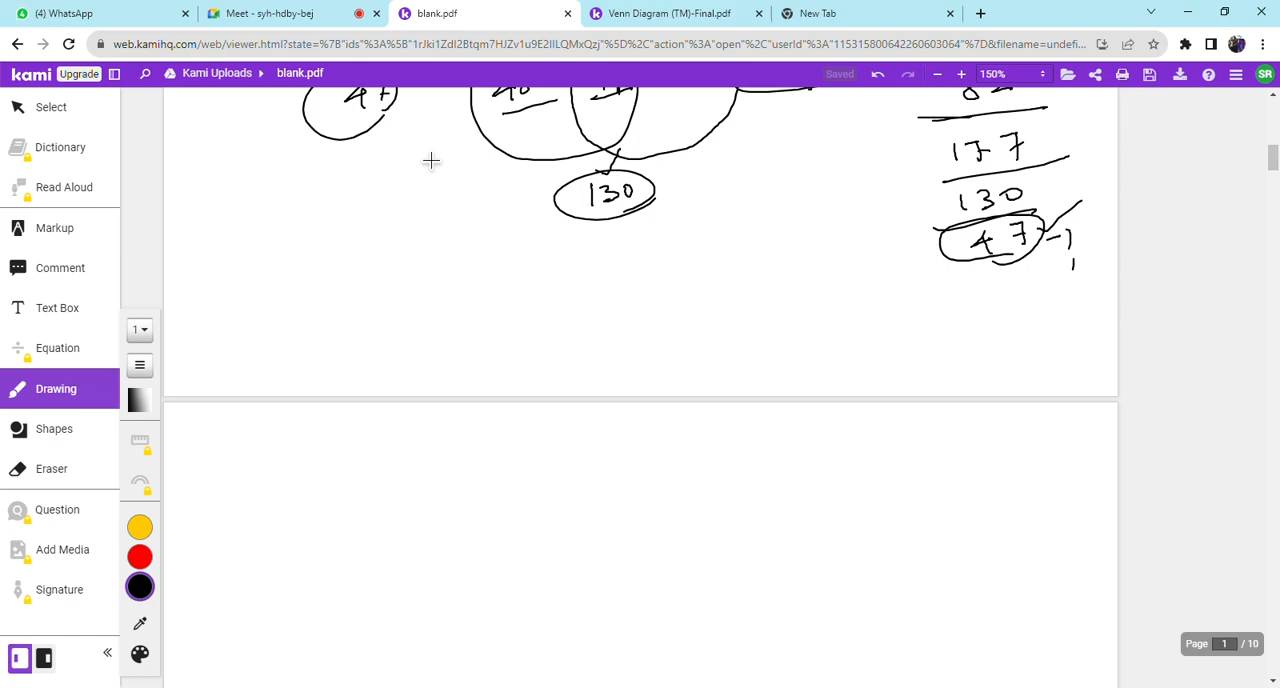 (4) WhatsApp
Meet - syh-hdby-bej
blank.pdf
Venn Diagram (TM)-Final.pdf
New Tab
web.kamihq.com/web/viewer.html?state=%7B"ids"%3A%5B"1rJki1ZdI2Btqm7HJZv1u9E2IILQMxQzj"%5D%2C"action"%3A"open"%2C"userId"%3A"115315800642260603064"%7D&filename=undefi...
kami Upgrade
Kami Uploads
blank.pdf
Saved
150%
SR
Select
Dictionary
Read Aloud
Markup
Comment
Text Box
Equation
Drawing
Shapes
Eraser
Question
Add Media
Signature
1
47
130
177
130
47
Page 1 / 10